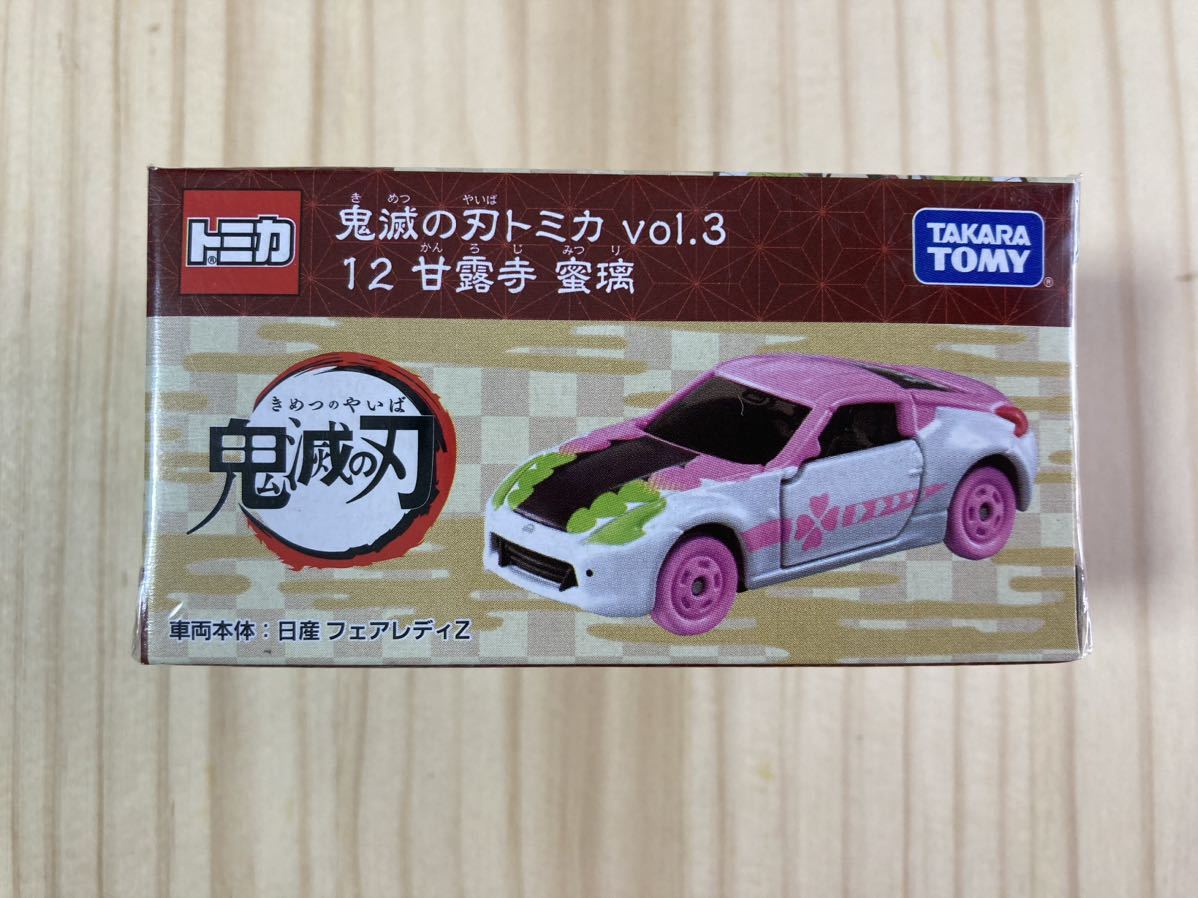 トミカ
®
き めつ やいば
鬼滅の刃トミカ vol.3
かん ろ じ みつ り
12 甘露寺 蜜璃
TAKARA
TOMY
®
きめつのやいば
鬼滅の刃
車両本体：日産 フェアレディZ